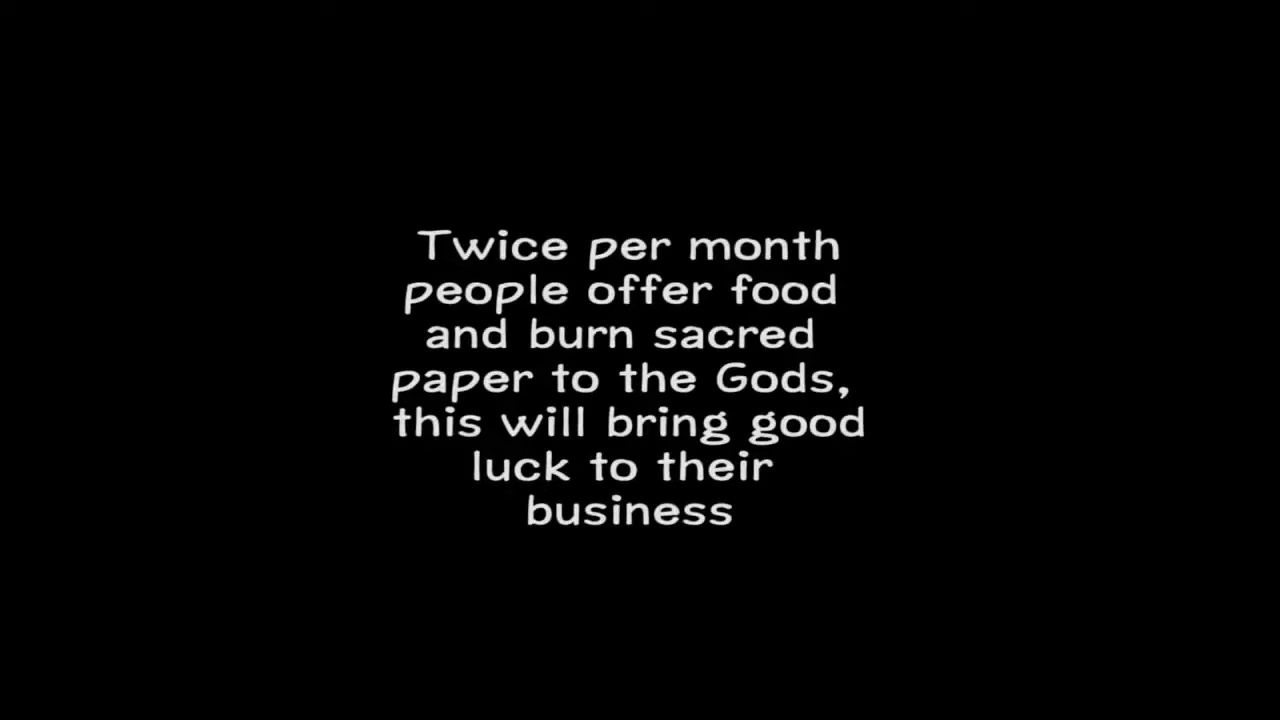 Twice per month
people offer food
and burn sacred
paper to the Gods,
this will bring good
luck to their
business